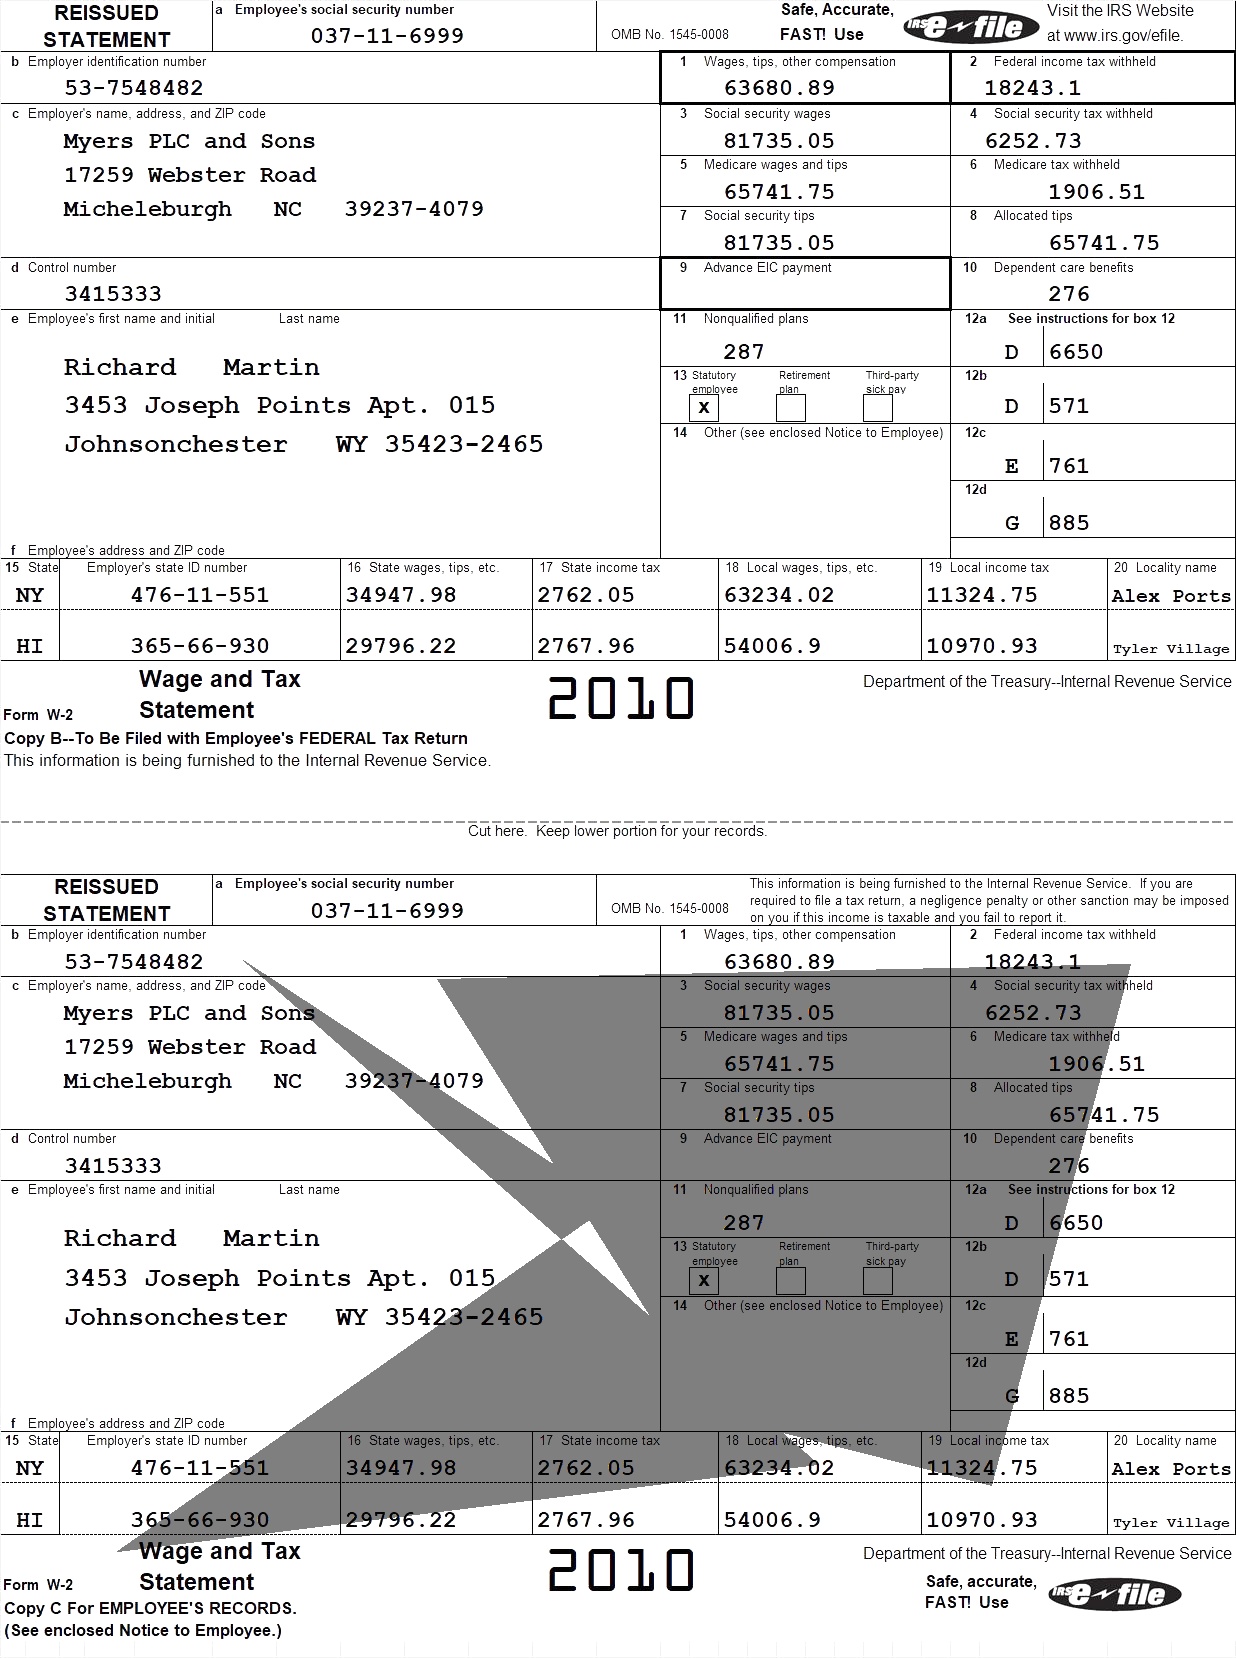 REISSUED STATEMENT
a Employee's social security number
037-11-6999
OMB No. 1545-0008
Safe, Accurate, FAST! Use
IRS e-file
Visit the IRS Website at www.irs.gov/efile.
b Employer identification number
53-7548482
1 Wages, tips, other compensation
63680.89
2 Federal income tax withheld
18243.1
c Employer's name, address, and ZIP code
Myers PLC and Sons
17259 Webster Road
Micheleburgh NC 39237-4079
3 Social security wages
81735.05
4 Social security tax withheld
6252.73
5 Medicare wages and tips
65741.75
6 Medicare tax withheld
1906.51
7 Social security tips
81735.05
8 Allocated tips
65741.75
d Control number
3415333
9 Advance EIC payment
10 Dependent care benefits
276
e Employee's first name and initial Last name
Richard Martin
3453 Joseph Points Apt. 015
Johnsonchester WY 35423-2465
11 Nonqualified plans
287
12a See instructions for box 12
D 6650
13 Statutory employee Retirement plan Third-party sick pay
X
12b
D 571
14 Other (see enclosed Notice to Employee)
12c
E 761
12d
G 885
f Employee's address and ZIP code
15 State Employer's state ID number 16 State wages, tips, etc. 17 State income tax 18 Local wages, tips, etc. 19 Local income tax 20 Locality name
NY 476-11-551 34947.98 2762.05 63234.02 11324.75 Alex Ports
HI 365-66-930 29796.22 2767.96 54006.9 10970.93 Tyler Village
Form W-2
Wage and Tax Statement
2010
Department of the Treasury--Internal Revenue Service
Copy B--To Be Filed with Employee's FEDERAL Tax Return
This information is being furnished to the Internal Revenue Service.
Cut here. Keep lower portion for your records.
REISSUED STATEMENT
a Employee's social security number
037-11-6999
OMB No. 1545-0008
This information is being furnished to the Internal Revenue Service. If you are
required to file a tax return, a negligence penalty or other sanction may be imposed
on you if this income is taxable and you fail to report it.
b Employer identification number
53-7548482
1 Wages, tips, other compensation
63680.89
2 Federal income tax withheld
18243.1
c Employer's name, address, and ZIP code
Myers PLC and Sons
17259 Webster Road
Micheleburgh NC 39237-4079
3 Social security wages
81735.05
4 Social security tax withheld
6252.73
5 Medicare wages and tips
65741.75
6 Medicare tax withheld
1906.51
7 Social security tips
81735.05
8 Allocated tips
65741.75
d Control number
3415333
9 Advance EIC payment
10 Dependent care benefits
276
e Employee's first name and initial Last name
Richard Martin
3453 Joseph Points Apt. 015
Johnsonchester WY 35423-2465
11 Nonqualified plans
287
12a See instructions for box 12
D 6650
13 Statutory employee Retirement plan Third-party sick pay
X
12b
D 571
14 Other (see enclosed Notice to Employee)
12c
E 761
12d
G 885
f Employee's address and ZIP code
15 State Employer's state ID number 16 State wages, tips, etc. 17 State income tax 18 Local wages, tips, etc. 19 Local income tax 20 Locality name
NY 476-11-551 34947.98 2762.05 63234.02 11324.75 Alex Ports
HI 365-66-930 29796.22 2767.96 54006.9 10970.93 Tyler Village
Form W-2
Wage and Tax Statement
2010
Department of the Treasury--Internal Revenue Service
Safe, accurate, FAST! Use
IRS e-file
Copy C For EMPLOYEE'S RECORDS.
(See enclosed Notice to Employee.)